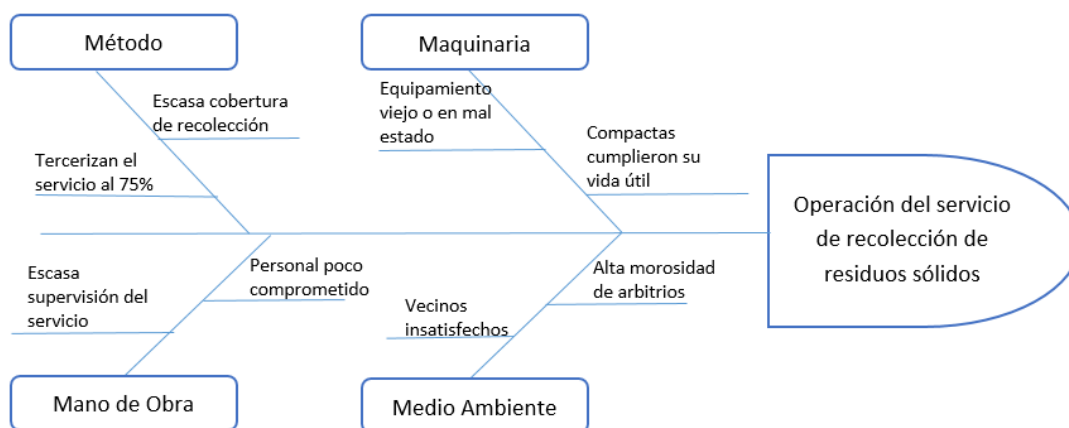 Método
Maquinaria
Escasa cobertura
de recolección
Equipamiento
viejo o en mal
estado
Tercerizan el
servicio al 75%
Compactas
cumplieron su
vida útil
Operación del servicio
de recolección de
residuos sólidos
Escasa
supervisión del
servicio
Personal poco
comprometido
Vecinos
insatisfechos
Alta morosidad
de arbitrios
Mano de Obra
Medio Ambiente